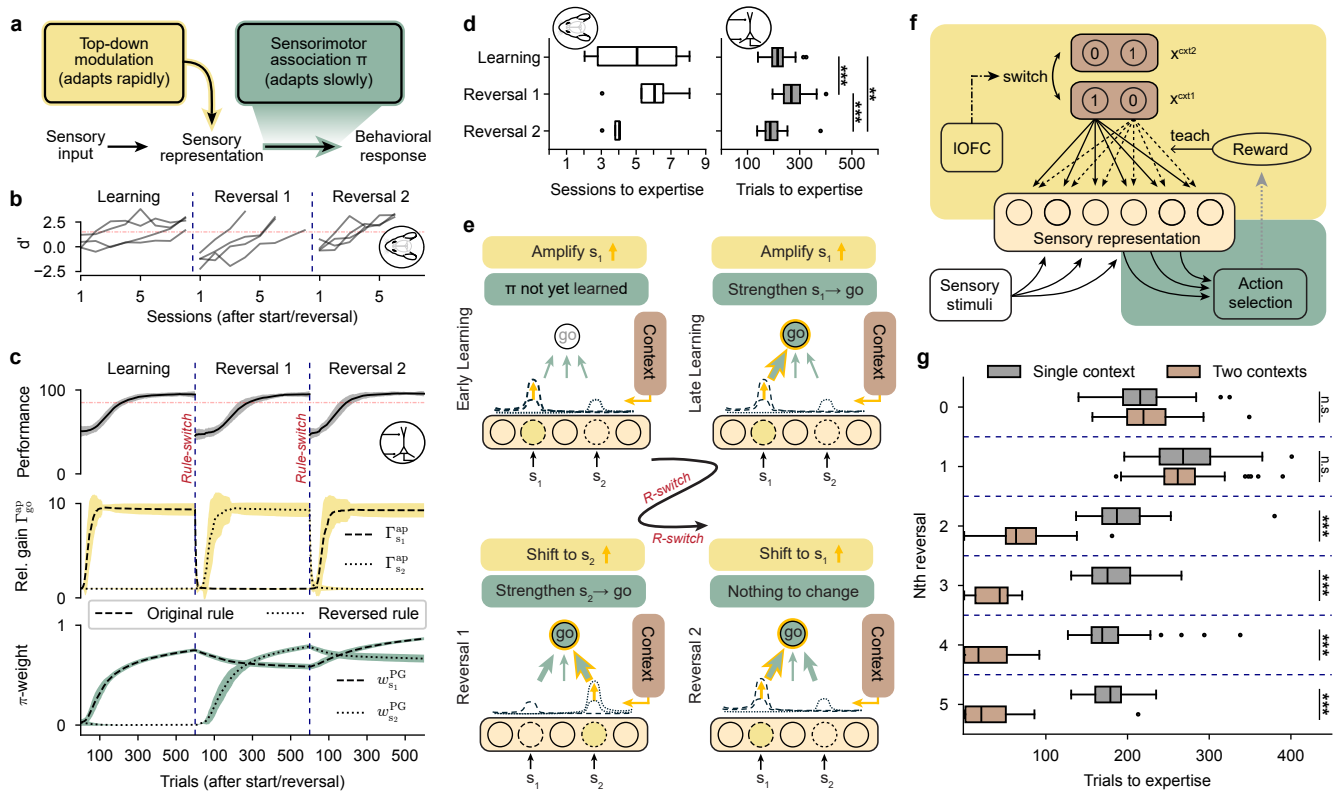 a
Top-down
modulation
(adapts rapidly)
Sensorimotor
association π
(adapts slowly)
Sensory
input
Sensory
representation
Behavioral
response
b
Learning
Reversal 1
Reversal 2
d'
2.5
0.0
−2.5
1
5
1
5
1
5
Sessions (after start/reversal)
c
Learning
Reversal 1
Reversal 2
Performance
100
0
Rule-switch
Rule-switch
Rel. gain Γ^ap_go
10
0
Γ^ap_s1
Γ^ap_s2
Original rule
Reversed rule
π-weight
1
0
w^PG_s1
w^PG_s2
100
500
100
500
100
500
Trials (after start/reversal)
d
Learning
Reversal 1
Reversal 2
1
3
5
7
9
Sessions to expertise
***
***
**
100
300
500
Trials to expertise
e
Early Learning
Amplify s₁
π not yet learned
go
Context
s₁
s₂
Late Learning
Amplify s₁
Strengthen s₁→ go
go
Context
s₁
s₂
R-switch
R-switch
Reversal 1
Shift to s₂
Strengthen s₂→ go
go
Context
s₁
s₂
Reversal 2
Shift to s₁
Nothing to change
go
Context
s₁
s₂
f
0
1
x^cxt2
switch
1
0
x^cxt1
lOFC
teach
Reward
Sensory representation
Sensory
stimuli
Action
selection
g
Single context
Two contexts
Nth reversal
0
n.s.
1
n.s.
2
***
3
***
4
***
5
***
100
200
300
400
Trials to expertise